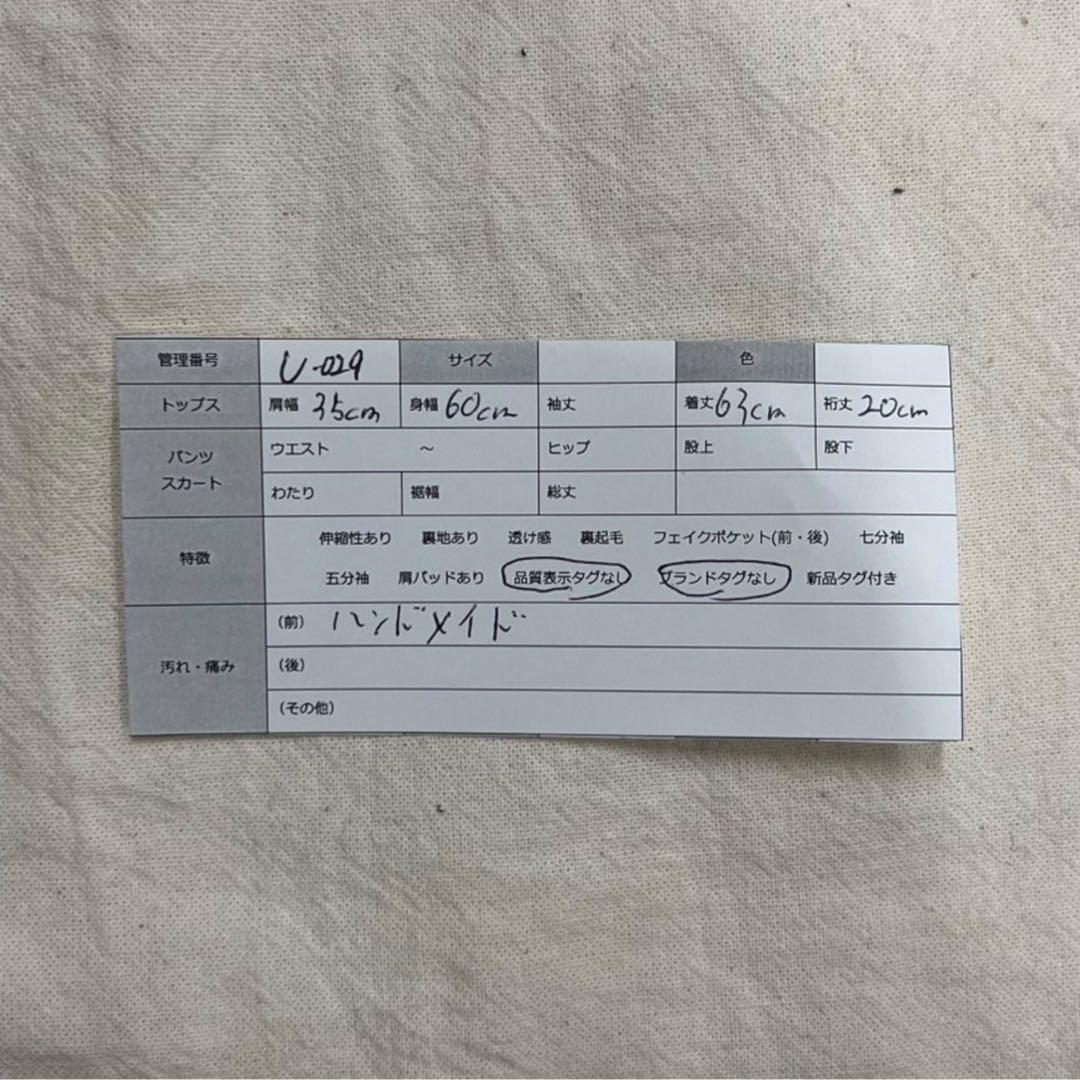 管理番号 U-029 サイズ 色
トップス 肩幅 35cm 身幅 60cm 袖丈 着丈 63cm 裄丈 20cm
パンツ スカート
ウエスト ～ ヒップ 股上 股下
わたり 裾幅 総丈
特徴
伸縮性あり 裏地あり 透け感 裏起毛 フェイクポケット(前・後) 七分袖
五分袖 肩パッドあり 品質表示タグなし ブランドタグなし 新品タグ付き
汚れ・痛み
（前） ハンドメイド
（後）
（その他）